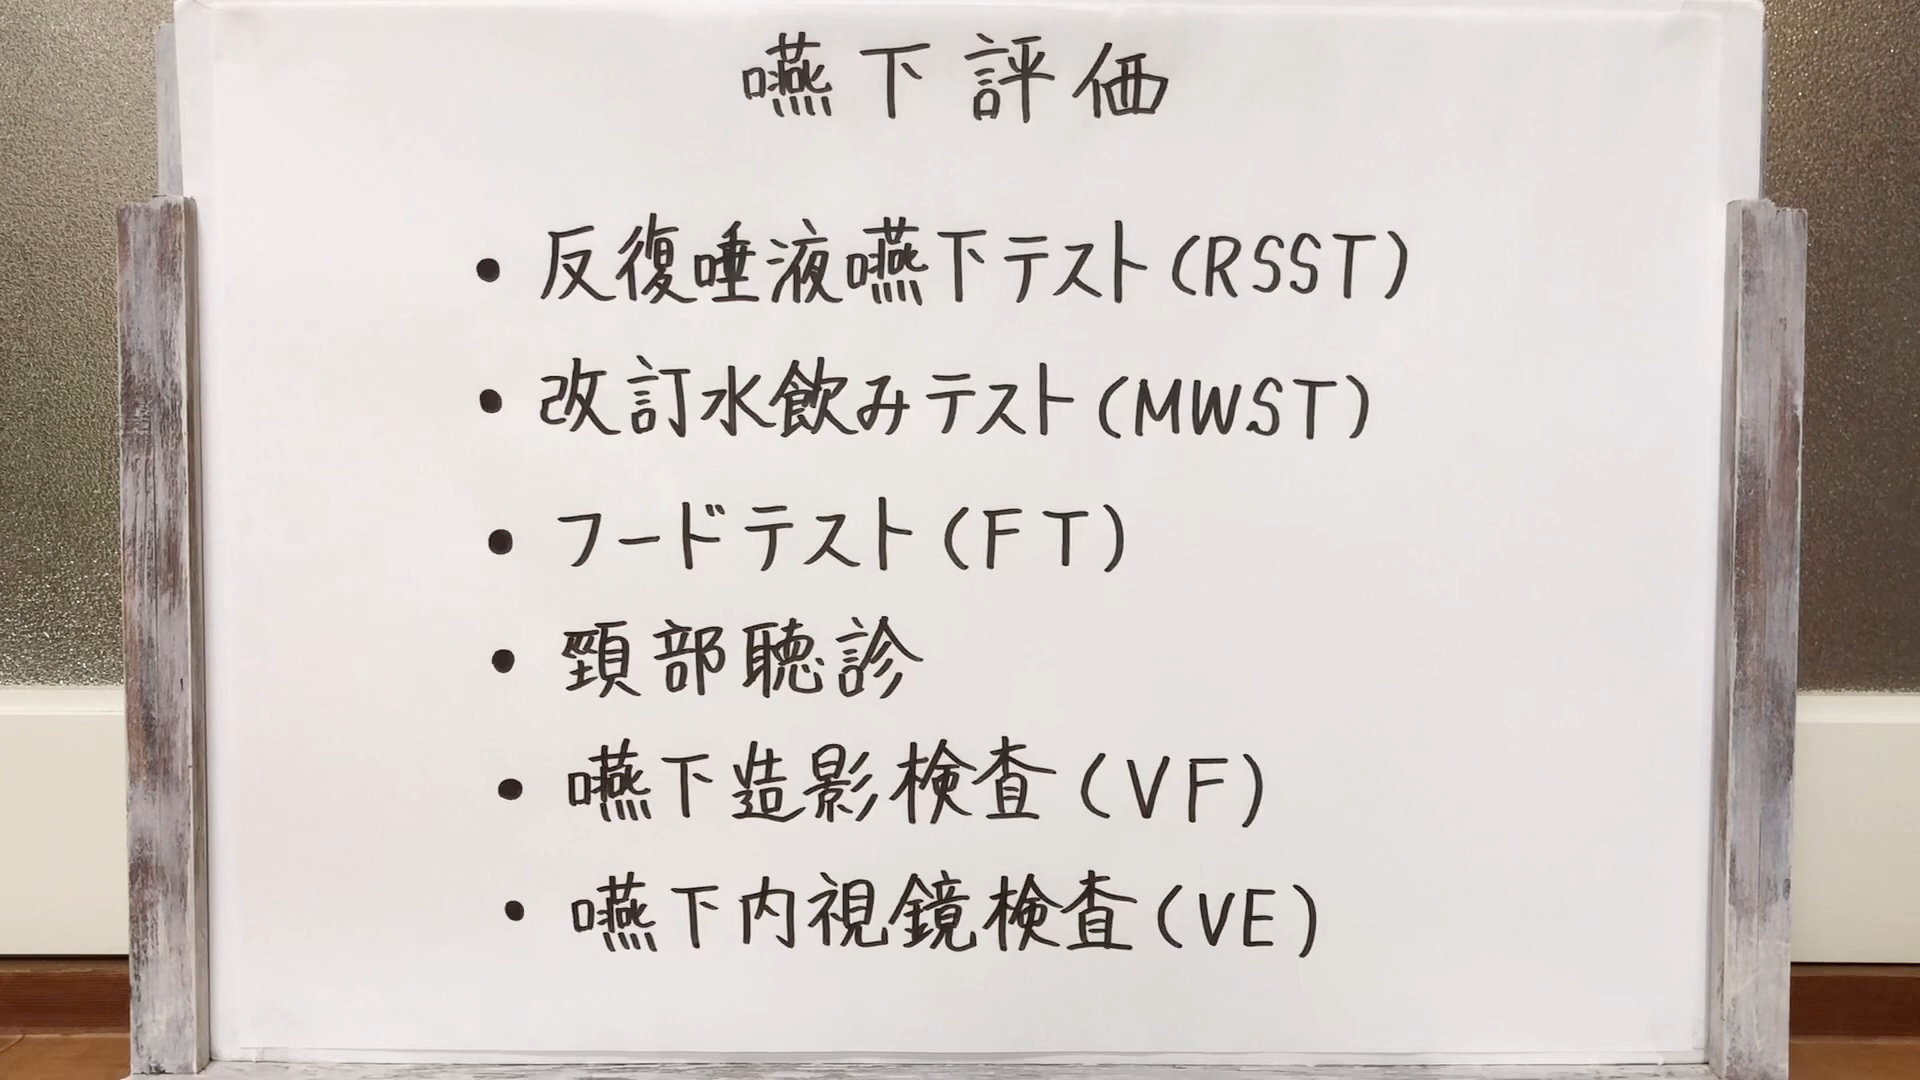 嚥下評価
・反復唾液嚥下テスト(RSST)
・改訂水飲みテスト(MWST)
・フードテスト(FT)
・頸部聴診
・嚥下造影検査(VF)
・嚥下内視鏡検査(VE)